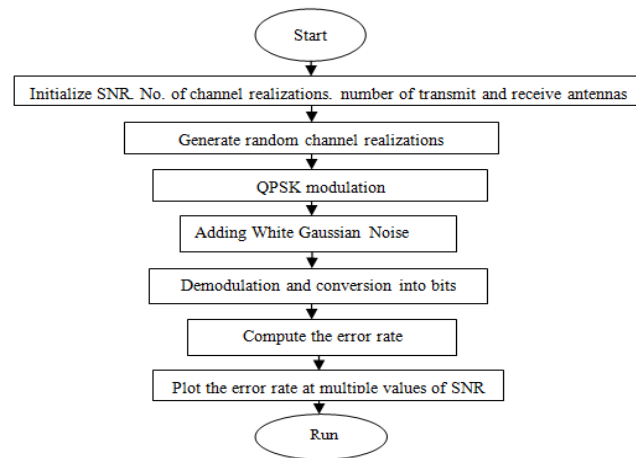 Start
Initialize SNR. No. of channel realizations. number of transmit and receive antennas
Generate random channel realizations
QPSK modulation
Adding White Gaussian Noise
Demodulation and conversion into bits
Compute the error rate
Plot the error rate at multiple values of SNR
Run